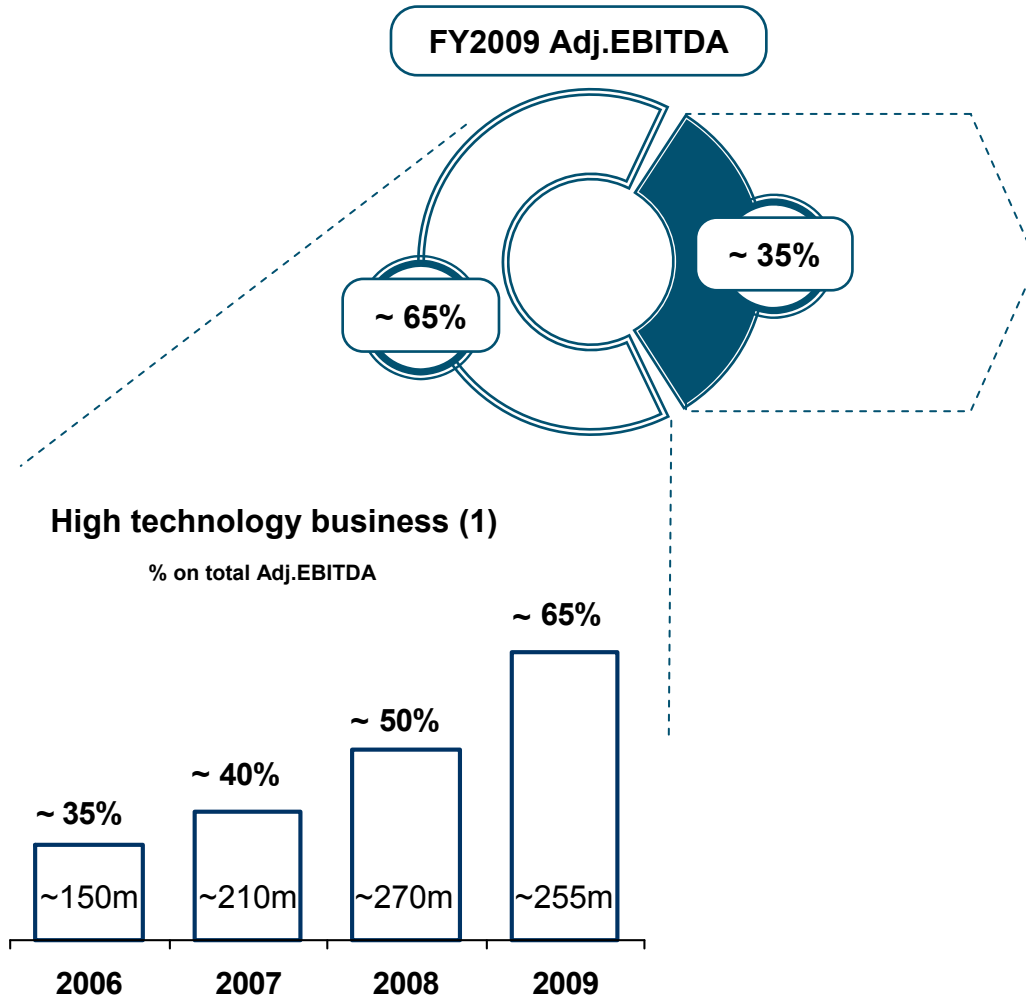 FY2009 Adj.EBITDA
~ 35%
~ 65%
High technology business (1)
% on total Adj.EBITDA
~ 65%
~ 50%
~ 40%
~ 35%
~150m
~210m
~270m
~255m
2006
2007
2008
2009